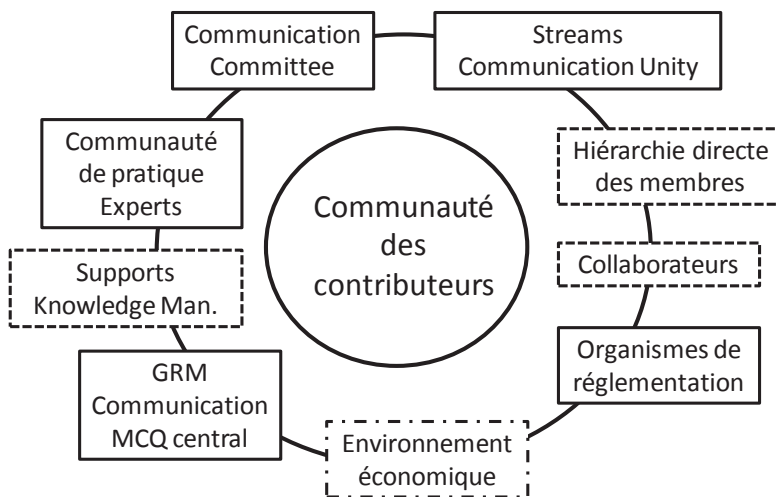 Communication
Committee
Streams
Communication Unity
Communauté
de pratique
Experts
Hiérarchie directe
des membres
Communauté
des
contributeurs
Supports
Knowledge Man.
Collaborateurs
GRM
Communication
MCQ central
Organismes de
réglementation
Environnement
économique